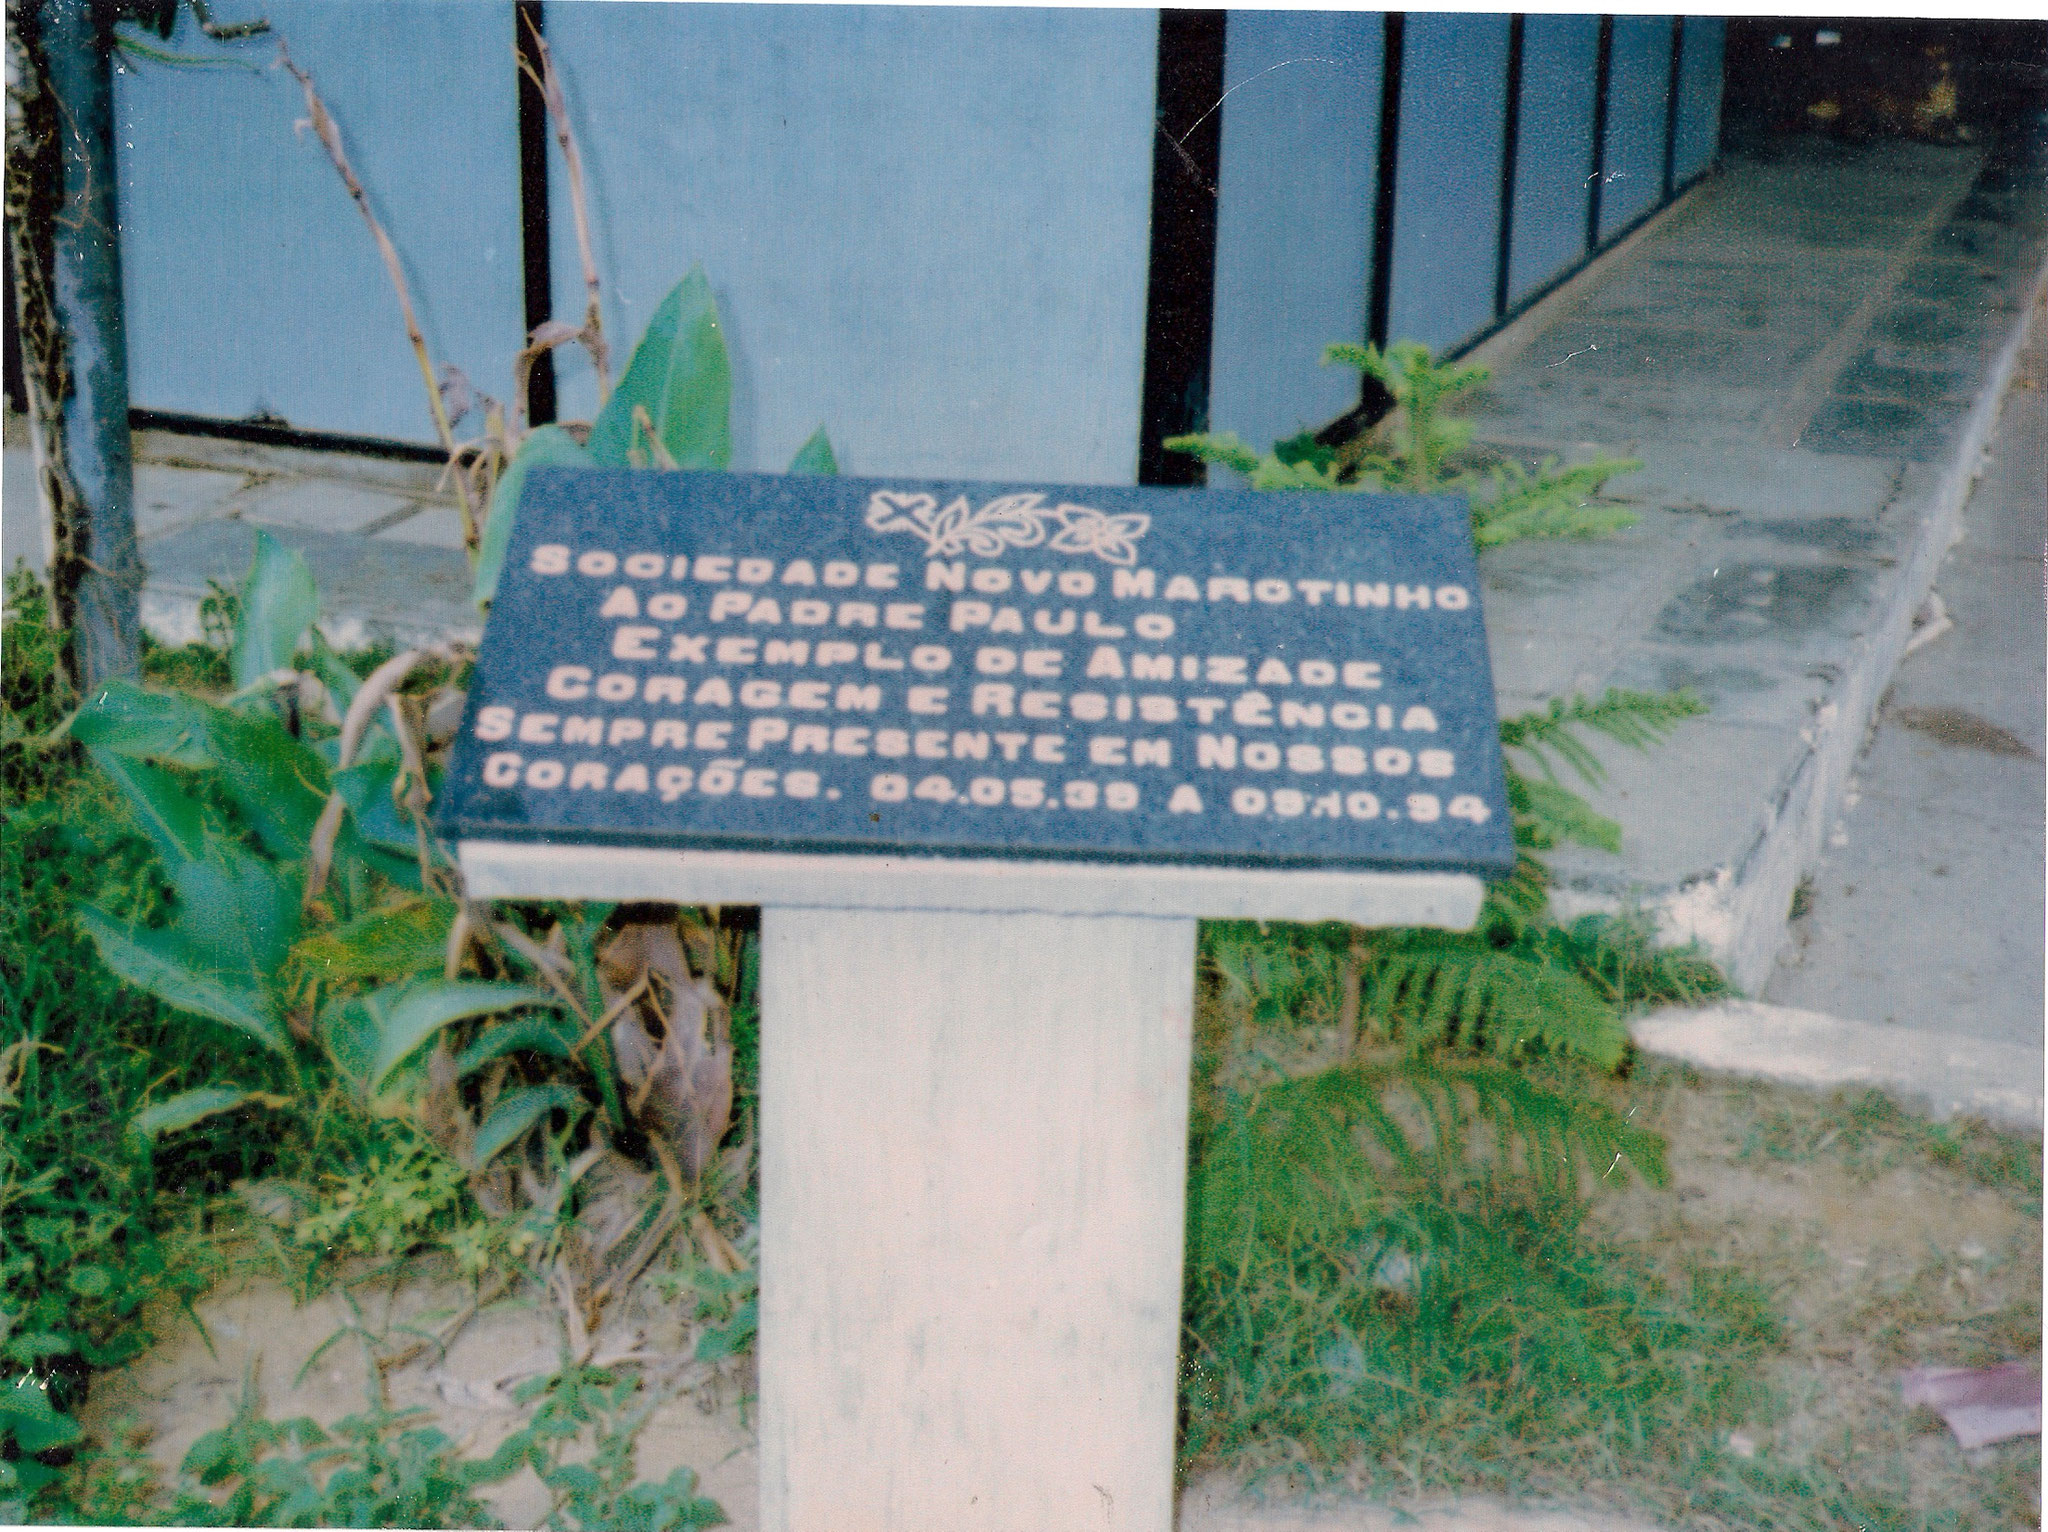 Sociedade Novo Marotinho
Ao Padre Paulo
Exemplo de Amizade
Coragem e Resistência
Sempre Presente em Nossos
Corações. 04.05.39 a 09.10.94